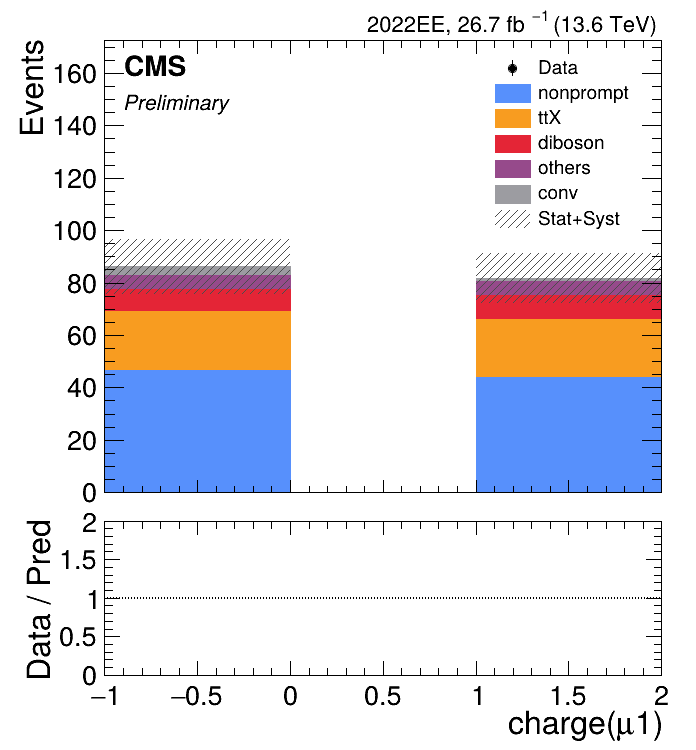 2022EE, 26.7 fb⁻¹ (13.6 TeV)
CMS
Preliminary
Events
160
140
120
100
80
60
40
20
0
Data
nonprompt
ttX
diboson
others
conv
Stat+Syst
Data / Pred
2
1.5
1
0.5
0
−1 −0.5 0 0.5 1 1.5 2
charge(μ1)